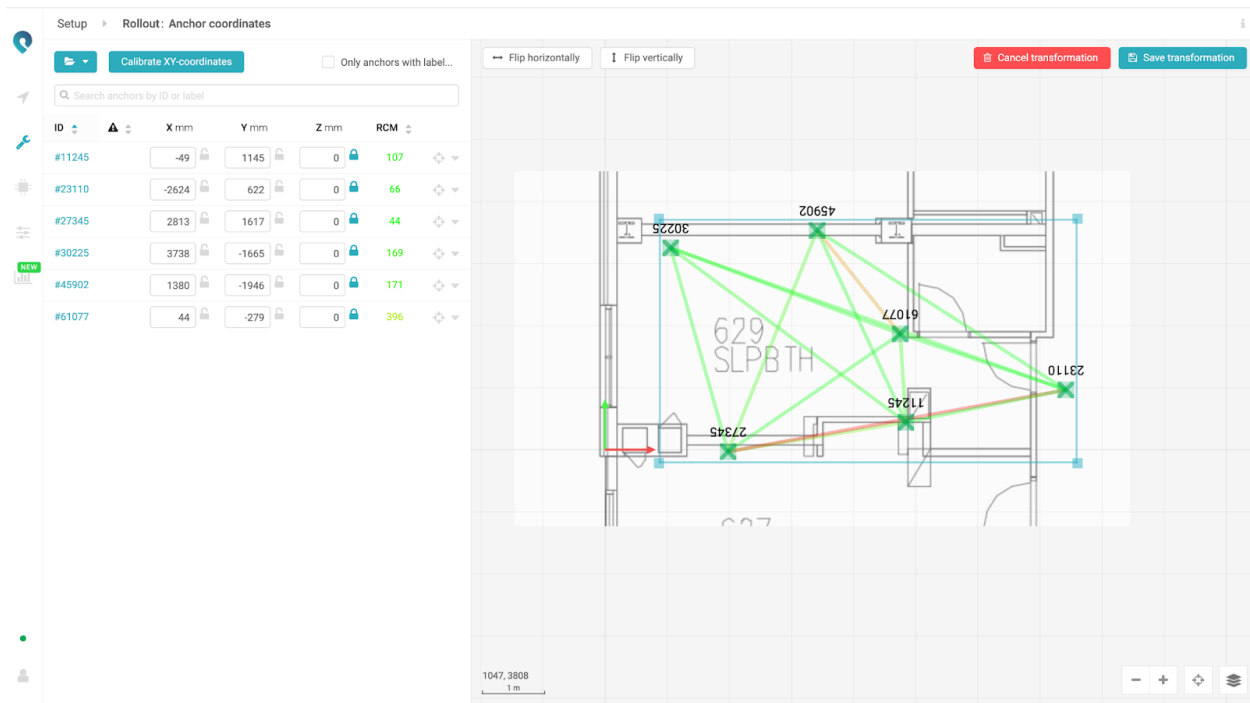 Setup Rollout: Anchor coordinates
Calibrate XY-coordinates Only anchors with label...
Search anchors by ID or label
ID X mm Y mm Z mm RCM
#11245 -49 1145 0 107
#23110 -2624 622 0 66
#27345 2813 1617 0 44
#30225 3738 -1665 0 169
#45902 1380 -1946 0 171
#61077 44 -279 0 396
NEW
Flip horizontally Flip vertically Cancel transformation Save transformation
45902
30225
61077
629
SLPBTH
23110
11245
27345
1047, 3808
1 m